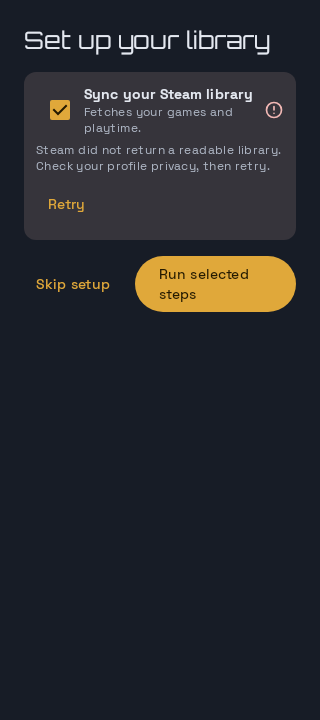 Set up your library
Sync your Steam library
Fetches your games and
playtime.
Steam did not return a readable library.
Check your profile privacy, then retry.
Retry
Skip setup
Run selected
steps